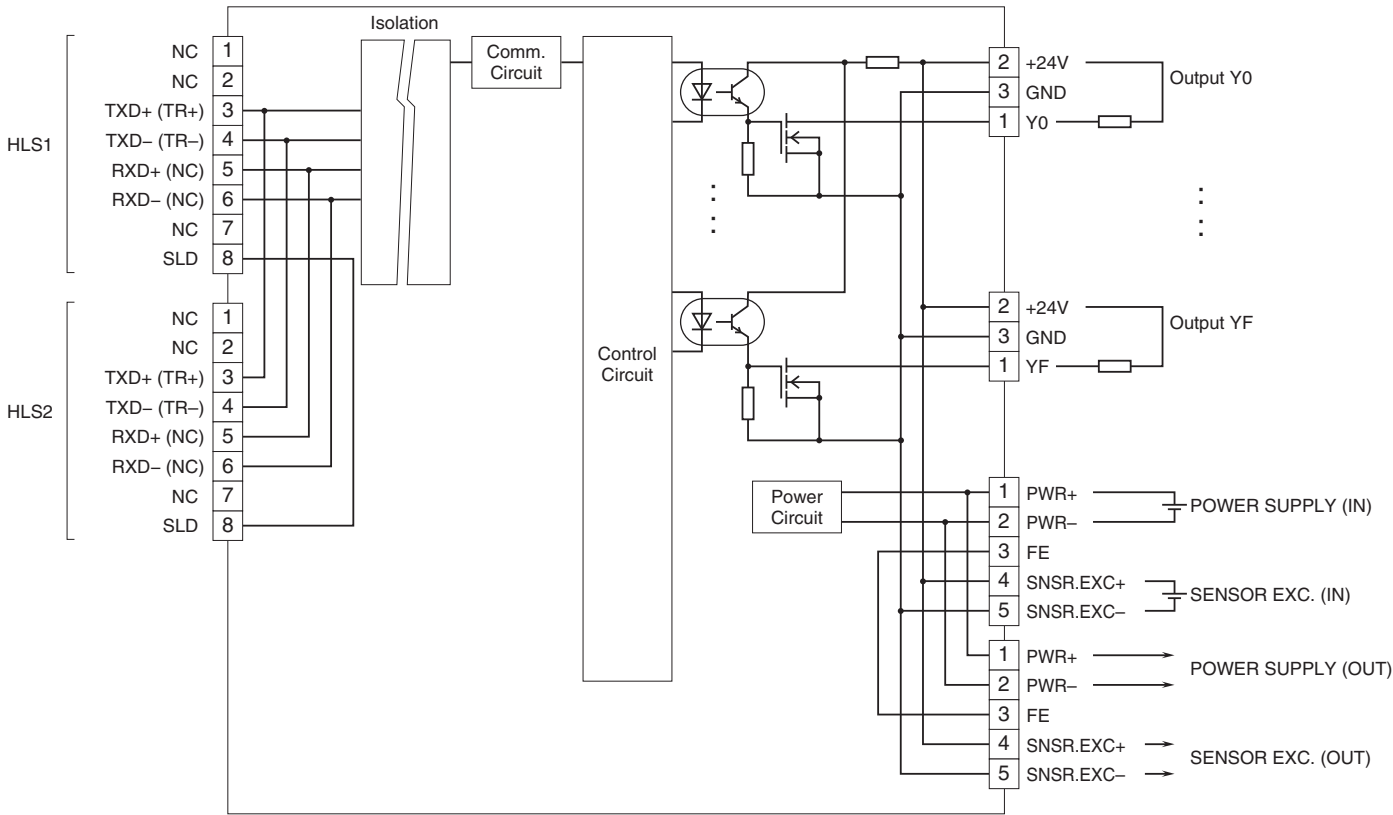 Isolation
Comm.
Circuit
Control
Circuit
Power
Circuit
HLS1
NC 1
NC 2
TXD+ (TR+) 3
TXD– (TR–) 4
RXD+ (NC) 5
RXD– (NC) 6
NC 7
SLD 8
HLS2
NC 1
NC 2
TXD+ (TR+) 3
TXD– (TR–) 4
RXD+ (NC) 5
RXD– (NC) 6
NC 7
SLD 8
2 +24V
3 GND
1 Y0
Output Y0
2 +24V
3 GND
1 YF
Output YF
1 PWR+
2 PWR–
POWER SUPPLY (IN)
3 FE
4 SNSR.EXC+
5 SNSR.EXC–
SENSOR EXC. (IN)
1 PWR+
2 PWR–
POWER SUPPLY (OUT)
3 FE
4 SNSR.EXC+
5 SNSR.EXC–
SENSOR EXC. (OUT)